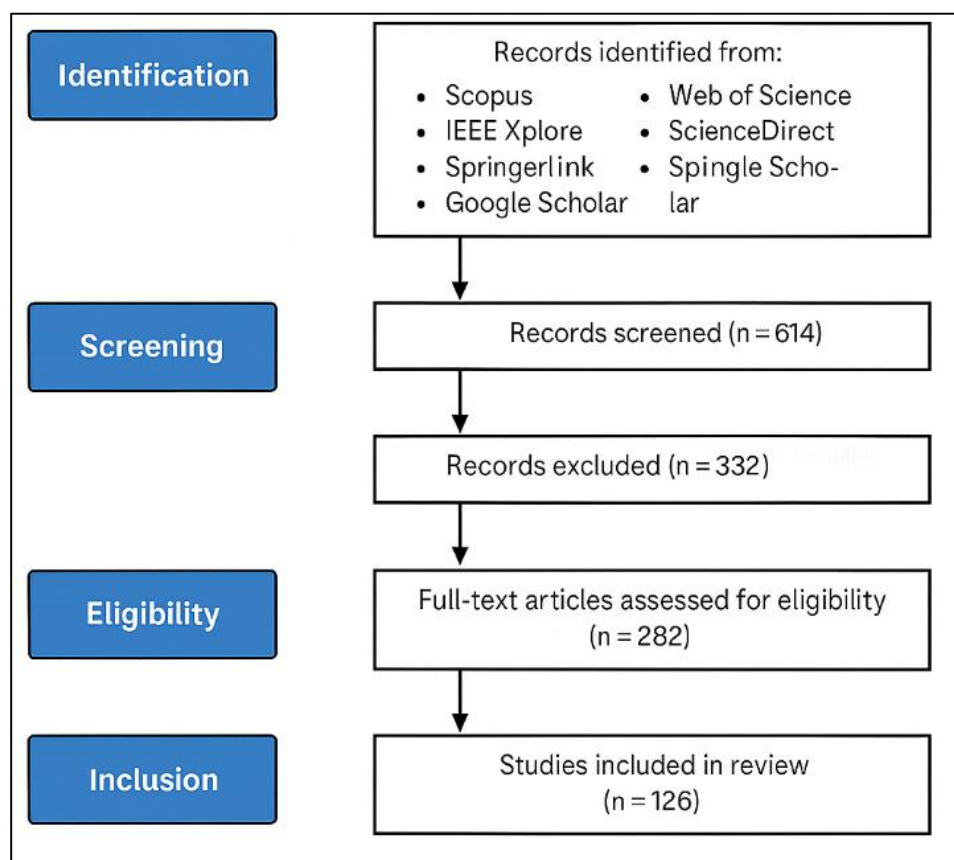 Identification
Records identified from:
• Scopus
• IEEE Xplore
• Springerlink
• Google Scholar
• Web of Science
• ScienceDirect
• Spingle Scho-
lar
Screening
Records screened (n = 614)
Records excluded (n = 332)
Eligibility
Full-text articles assessed for eligibility
(n = 282)
Inclusion
Studies included in review
(n = 126)